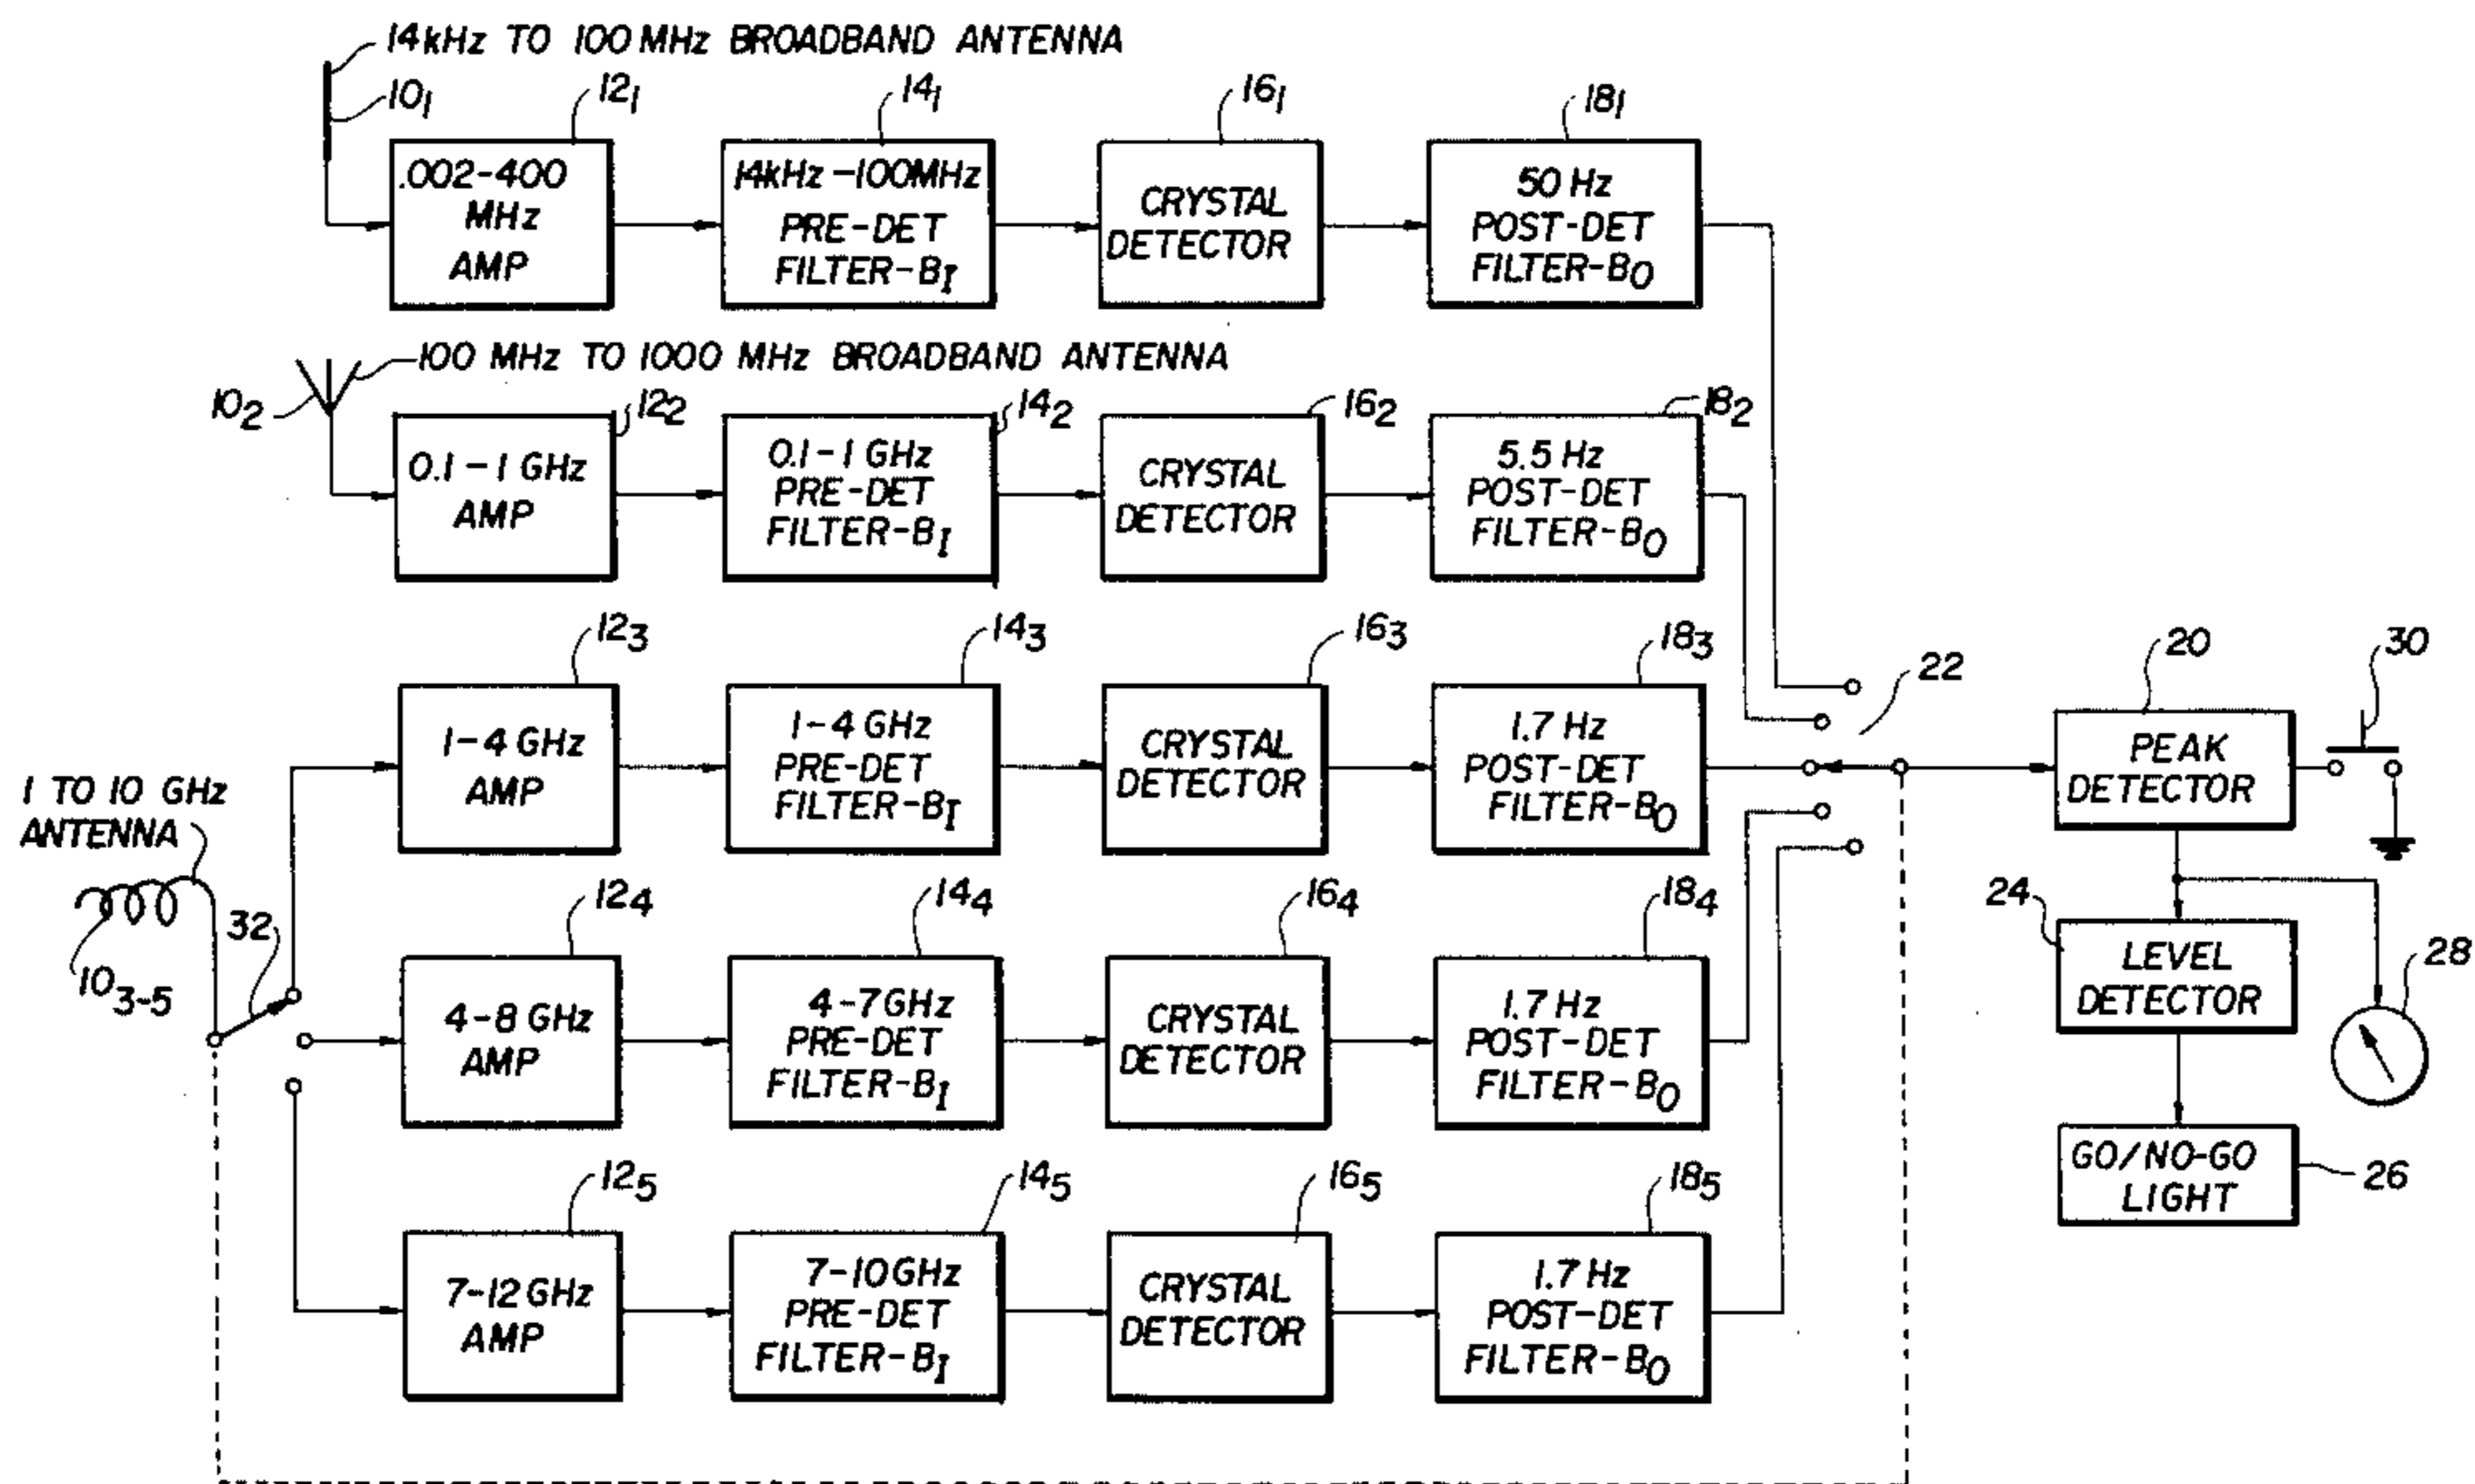 14kHz TO 100 MHz BROADBAND ANTENNA
10₁
12₁
14₁
16₁
18₁
.002-400
MHz
AMP
14kHz-100MHz
PRE-DET
FILTER-B_I
CRYSTAL
DETECTOR
50 Hz
POST-DET
FILTER-B_O
100 MHz TO 1000 MHz BROADBAND ANTENNA
10₂
12₂
14₂
16₂
18₂
0.1-1 GHz
AMP
0.1-1 GHz
PRE-DET
FILTER-B_I
CRYSTAL
DETECTOR
5.5 Hz
POST-DET
FILTER-B_O
12₃
14₃
16₃
18₃
22
20
30
1 TO 10 GHz
ANTENNA
1-4 GHz
AMP
1-4 GHz
PRE-DET
FILTER-B_I
CRYSTAL
DETECTOR
1.7 Hz
POST-DET
FILTER-B_O
PEAK
DETECTOR
10₃₋₅
32
12₄
14₄
16₄
18₄
24
4-8 GHz
AMP
4-7GHz
PRE-DET
FILTER-B_I
CRYSTAL
DETECTOR
1.7 Hz
POST-DET
FILTER-B_O
LEVEL
DETECTOR
28
12₅
14₅
16₅
18₅
7-12 GHz
AMP
7-10GHz
PRE-DET
FILTER-B_I
CRYSTAL
DETECTOR
1.7 Hz
POST-DET
FILTER-B_O
GO/NO-GO
LIGHT
26